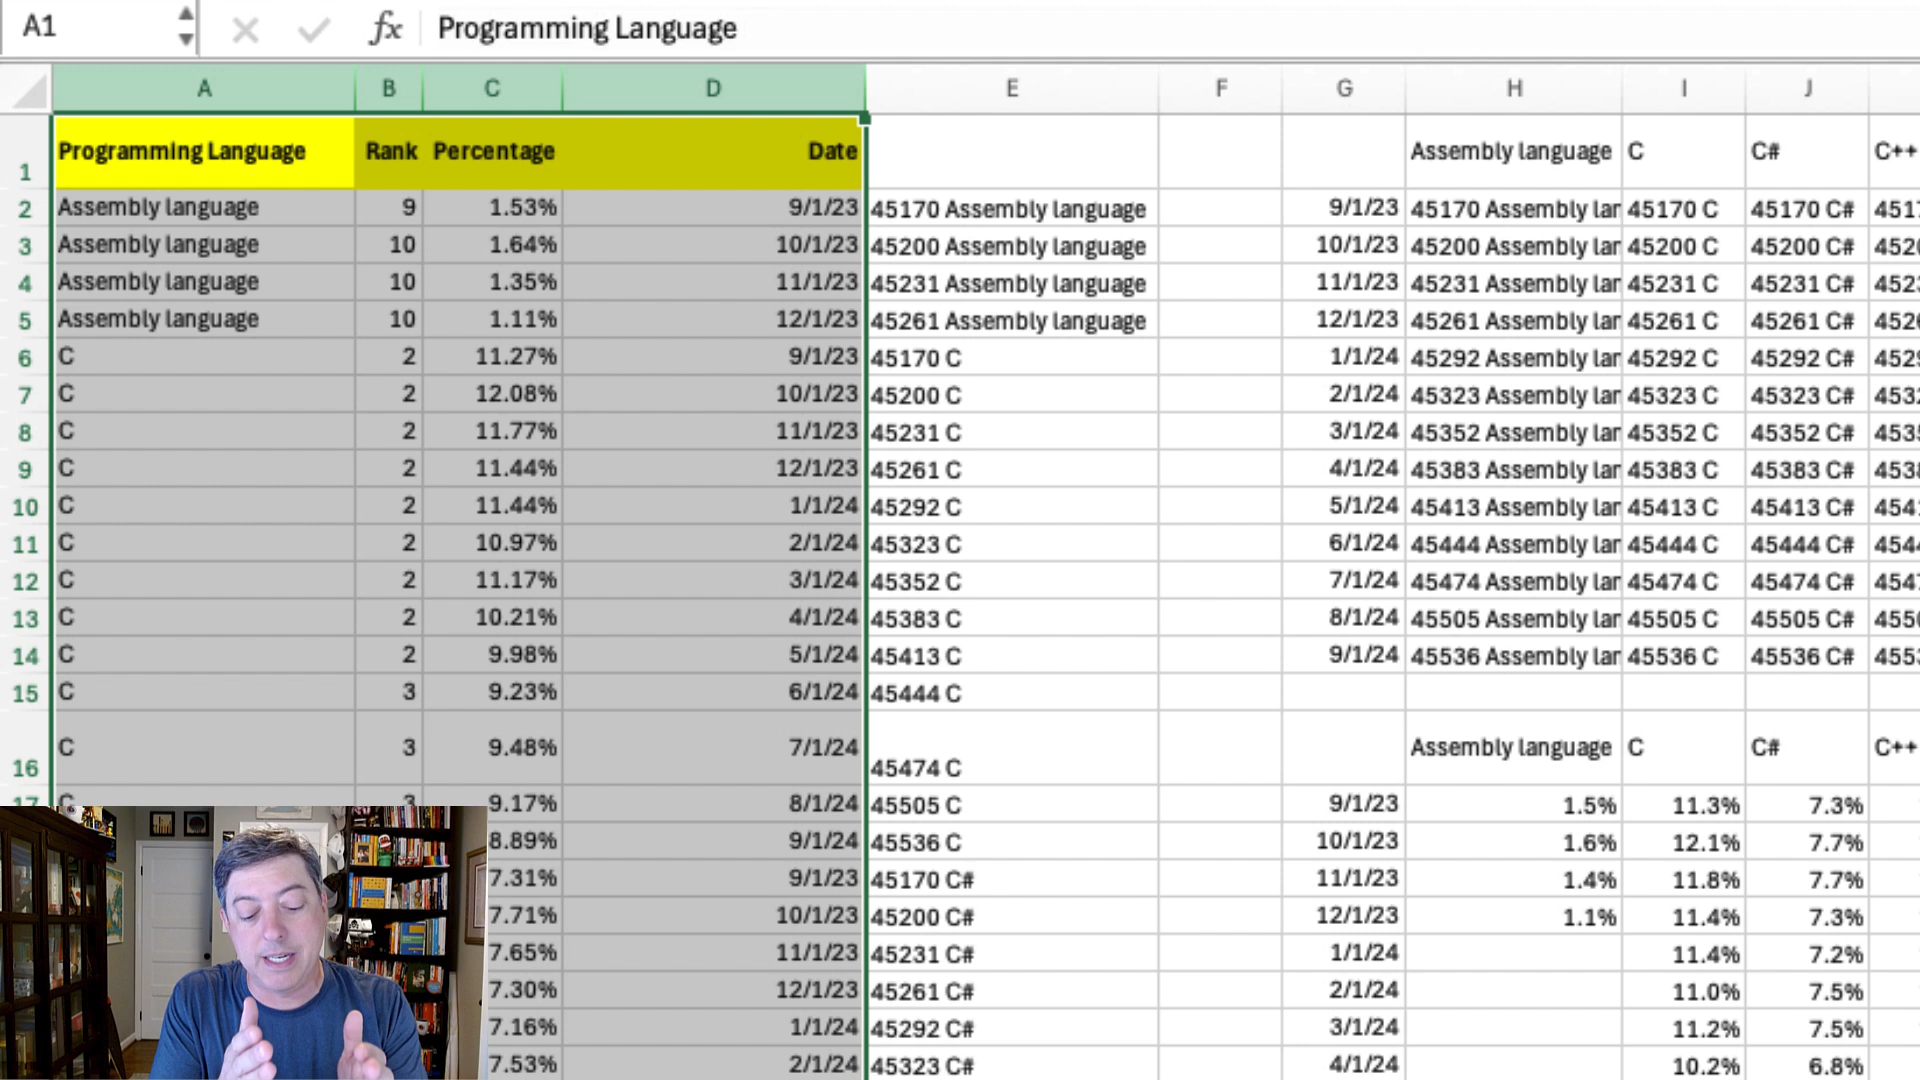 A1 fx Programming Language
A B C D E F G H I J
1 Programming Language Rank Percentage Date Assembly language C C# C++
2 Assembly language 9 1.53% 9/1/23 45170 Assembly language 9/1/23 45170 Assembly lar 45170 C 45170 C# 4517
3 Assembly language 10 1.64% 10/1/23 45200 Assembly language 10/1/23 45200 Assembly lar 45200 C 45200 C# 4520
4 Assembly language 10 1.35% 11/1/23 45231 Assembly language 11/1/23 45231 Assembly lar 45231 C 45231 C# 4523
5 Assembly language 10 1.11% 12/1/23 45261 Assembly language 12/1/23 45261 Assembly lar 45261 C 45261 C# 4526
6 C 2 11.27% 9/1/23 45170 C 1/1/24 45292 Assembly lar 45292 C 45292 C# 4529
7 C 2 12.08% 10/1/23 45200 C 2/1/24 45323 Assembly lar 45323 C 45323 C# 4532
8 C 2 11.77% 11/1/23 45231 C 3/1/24 45352 Assembly lar 45352 C 45352 C# 4535
9 C 2 11.44% 12/1/23 45261 C 4/1/24 45383 Assembly lar 45383 C 45383 C# 4538
10 C 2 11.44% 1/1/24 45292 C 5/1/24 45413 Assembly lar 45413 C 45413 C# 4541
11 C 2 10.97% 2/1/24 45323 C 6/1/24 45444 Assembly lar 45444 C 45444 C# 4544
12 C 2 11.17% 3/1/24 45352 C 7/1/24 45474 Assembly lar 45474 C 45474 C# 4547
13 C 2 10.21% 4/1/24 45383 C 8/1/24 45505 Assembly lar 45505 C 45505 C# 4550
14 C 2 9.98% 5/1/24 45413 C 9/1/24 45536 Assembly lar 45536 C 45536 C# 4553
15 C 3 9.23% 6/1/24 45444 C
16 C 3 9.48% 7/1/24 45474 C Assembly language C C# C++
17 C 3 9.17% 8/1/24 45505 C 9/1/23 1.5% 11.3% 7.3%
8.89% 9/1/24 45536 C 10/1/23 1.6% 12.1% 7.7%
7.31% 9/1/23 45170 C# 11/1/23 1.4% 11.8% 7.7%
7.71% 10/1/23 45200 C# 12/1/23 1.1% 11.4% 7.3%
7.65% 11/1/23 45231 C# 1/1/24 11.4% 7.2%
7.30% 12/1/23 45261 C# 2/1/24 11.0% 7.5%
7.16% 1/1/24 45292 C# 3/1/24 11.2% 7.5%
7.53% 2/1/24 45323 C# 4/1/24 10.2% 6.8%